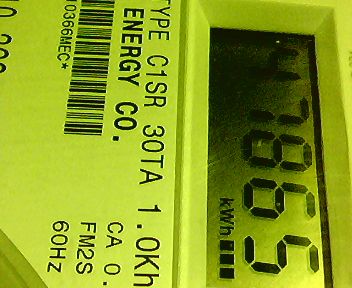 47865
kWh
TYPE C1SR 30TA 1.0Kh
ENERGY CO.
CA 0.
FM2S
60Hz
0366MEC*